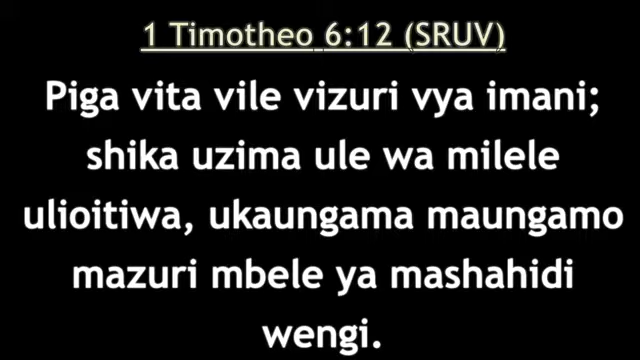 1 Timotheo 6:12 (SRUV)
Piga vita vile vizuri vya imani;
shika uzima ule wa milele
ulioitiwa, ukaungama maungamo
mazuri mbele ya mashahidi
wengi.